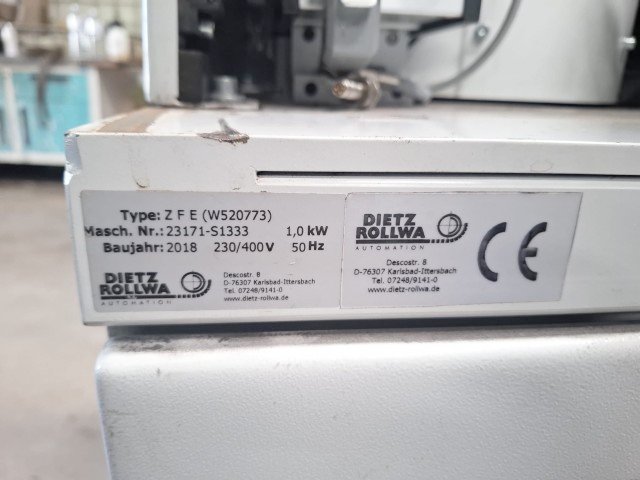 Type: Z F E (W520773)
Masch. Nr.: 23171-S1333 1,0 kW
Baujahr: 2018 230/400 V 50 Hz
DIETZ
ROLLWA
AUTOMATION
Descostr. 8
D-76307 Karlsbad-Ittersbach
Tel. 07248/9141-0
www.dietz-rollwa.de
DIETZ
ROLLWA
AUTOMATION
Descostr. 8
D-76307 Karlsbad-Ittersbach
Tel. 07248/9141-0
www.dietz-rollwa.de
CE